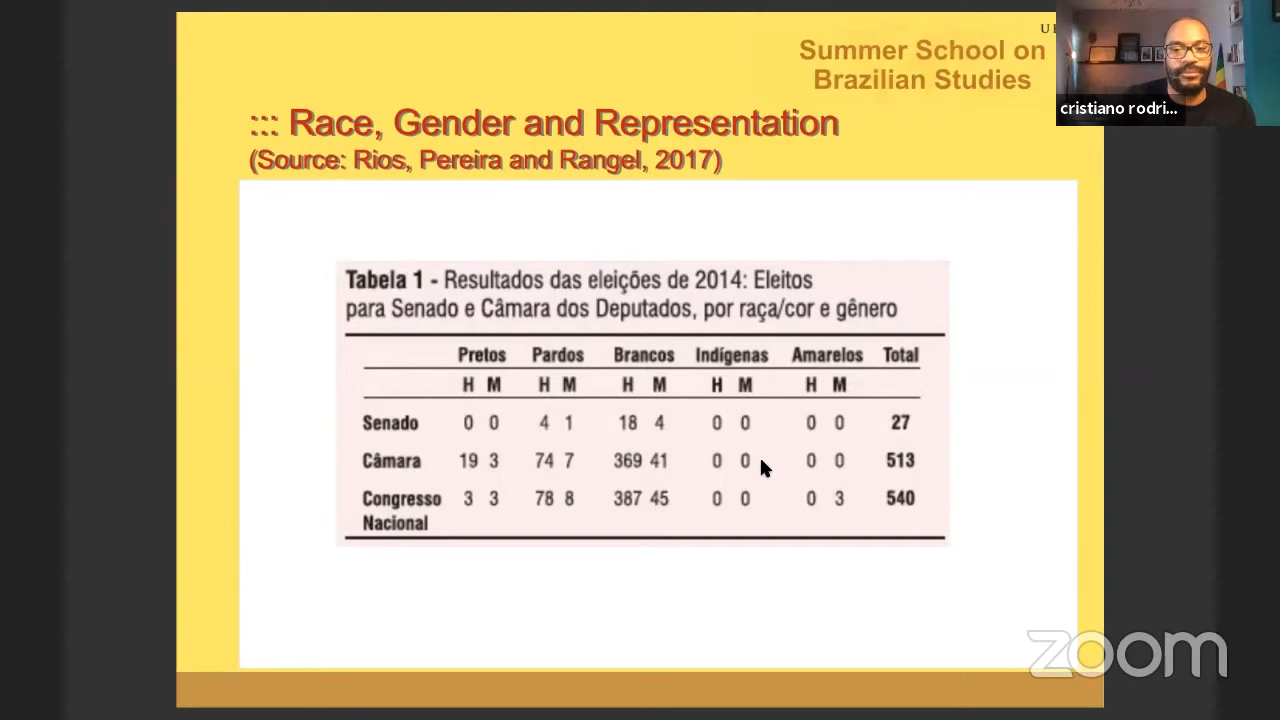 Summer School on
Brazilian Studies
cristiano rodri...
::: Race, Gender and Representation
(Source: Rios, Pereira and Rangel, 2017)
Tabela 1 - Resultados das eleições de 2014: Eleitos
para Senado e Câmara dos Deputados, por raça/cor e gênero
Pretos Pardos Brancos Indígenas Amarelos Total
H M H M H M H M H M
Senado 0 0 4 1 18 4 0 0 0 0 27
Câmara 19 3 74 7 369 41 0 0 0 0 513
Congresso 3 3 78 8 387 45 0 0 0 3 540
Nacional
zoom